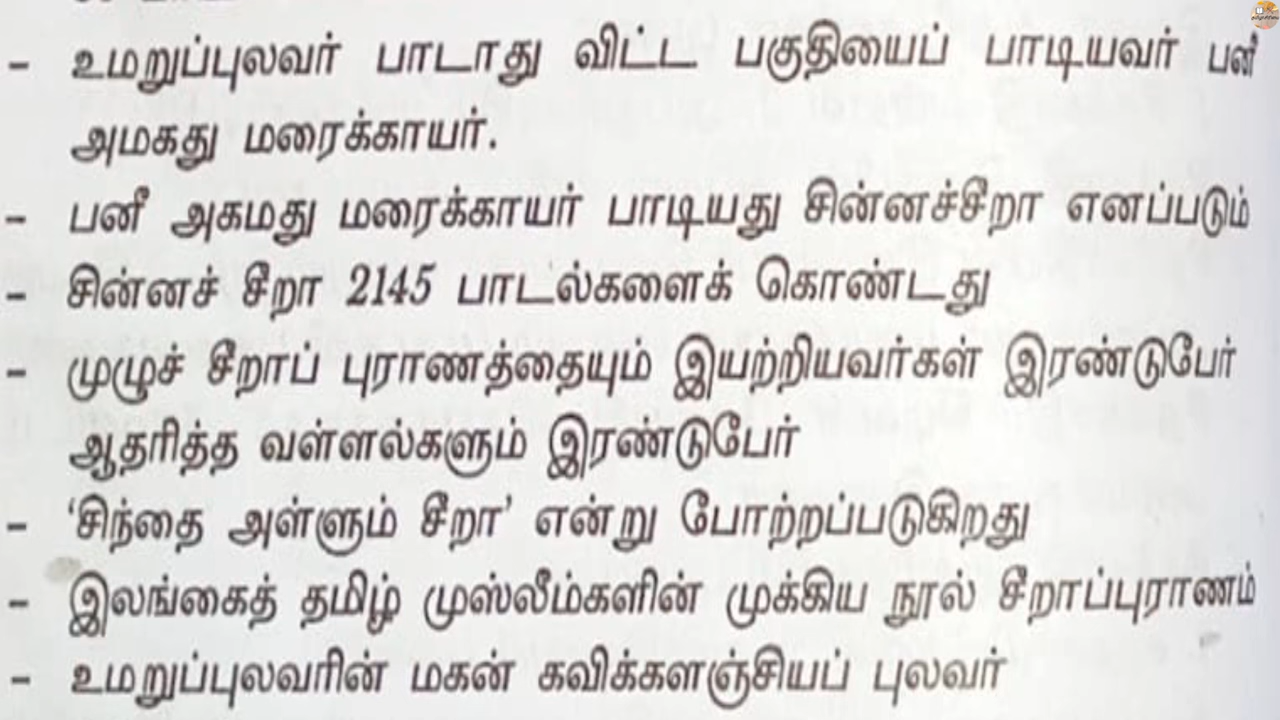 - உமறுப்புலவர் பாடாது விட்ட பகுதியைப் பாடியவர் பனீ
அமகது மரைக்காயர்.
- பனீ அகமது மரைக்காயர் பாடியது சின்னச்சீறா எனப்படும்
- சின்னச் சீறா 2145 பாடல்களைக் கொண்டது
- முழுச் சீறாப் புராணத்தையும் இயற்றியவர்கள் இரண்டுபேர்
ஆதரித்த வள்ளல்களும் இரண்டுபேர்
- ‘சிந்தை அள்ளும் சீறா’ என்று போற்றப்படுகிறது
- இலங்கைத் தமிழ் முஸ்லீம்களின் முக்கிய நூல் சீறாப்புராணம்
- உமறுப்புலவரின் மகன் கவிக்களஞ்சியப் புலவர்